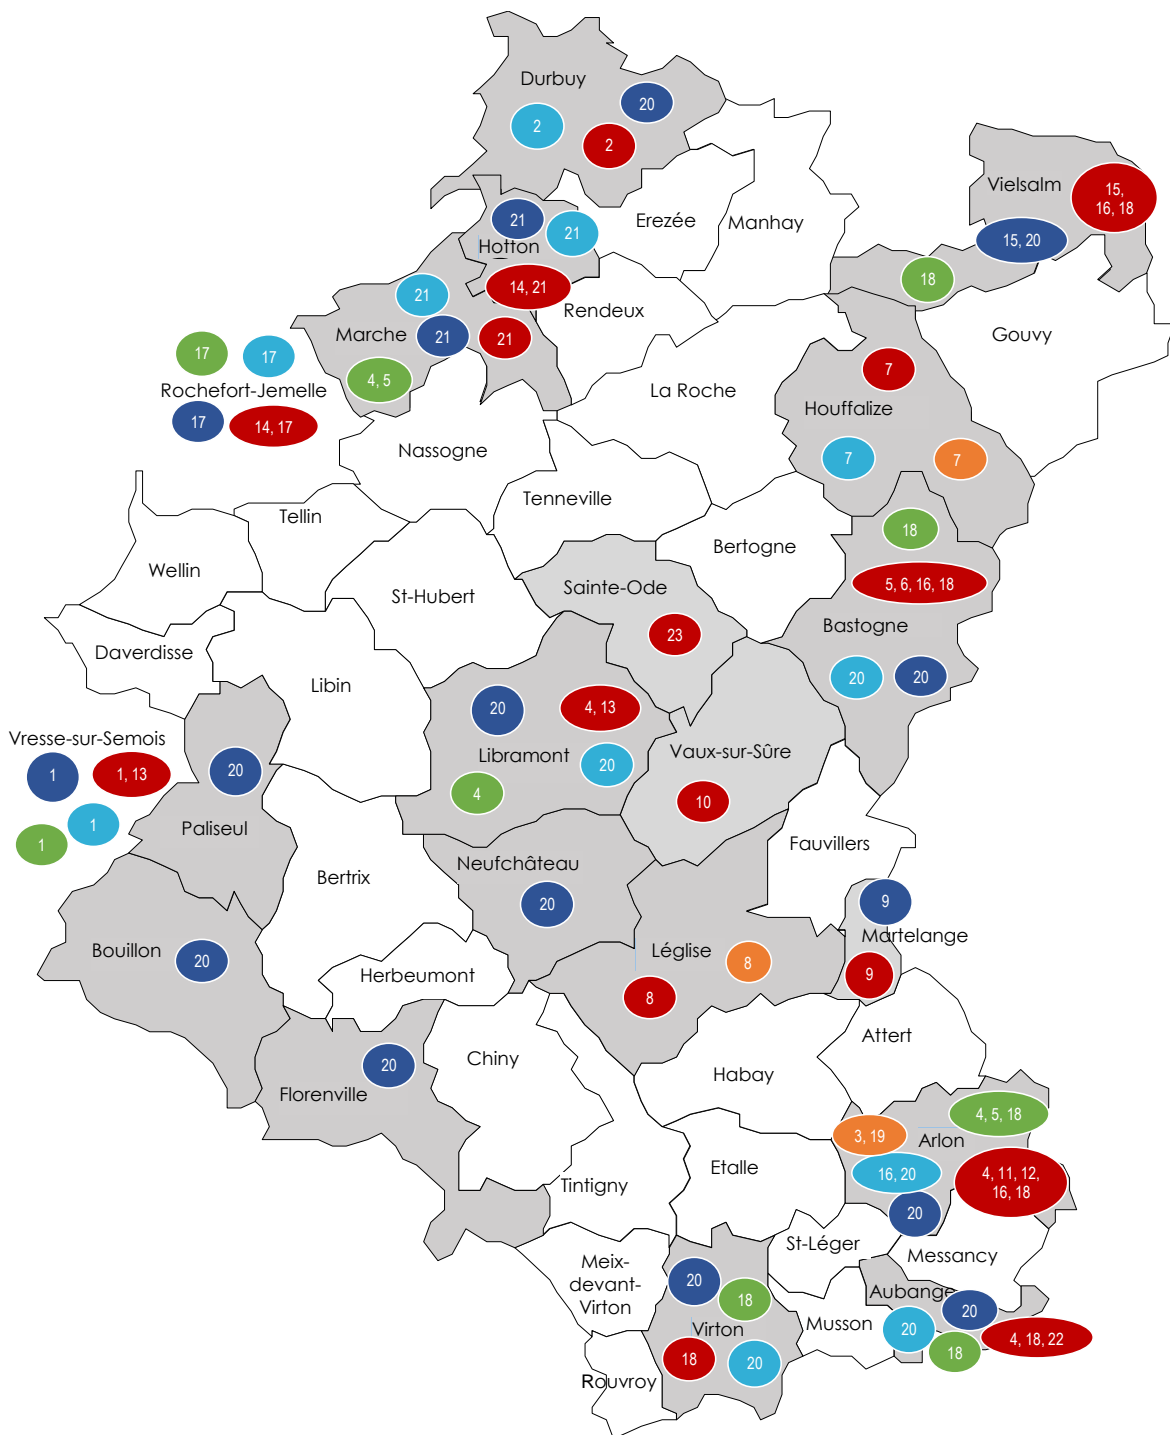 Durbuy
20
2
2
Vielsalm
15,
16, 18
15, 20
18
21
21
Hotton
Erezée
Manhay
14, 21
21
Marche
21
21
4, 5
Rendeux
Gouvy
17
17
Rochefort-Jemelle
17
14, 17
La Roche
7
Houffalize
7
7
Nassogne
Tenneville
Tellin
Bertogne
18
5, 6, 16, 18
Bastogne
20
20
Wellin
St-Hubert
Sainte-Ode
23
Daverdisse
Libin
20
4, 13
Libramont
20
4
Vaux-sur-Sûre
10
Vresse-sur-Semois
1
1, 13
1
1
20
Paliseul
Fauvillers
Bertrix
Neufchâteau
20
9
Martelange
9
Bouillon
20
Herbeumont
Léglise
8
8
Attert
Chiny
Habay
20
Florenville
4, 5, 18
3, 19
Arlon
16, 20
4, 11, 12,
16, 18
20
Etalle
Tintigny
St-Léger
Messancy
Meix-
devant-
Virton
20
18
Virton
18
20
Musson
Aubange
20
20
18
4, 18, 22
Rouvroy